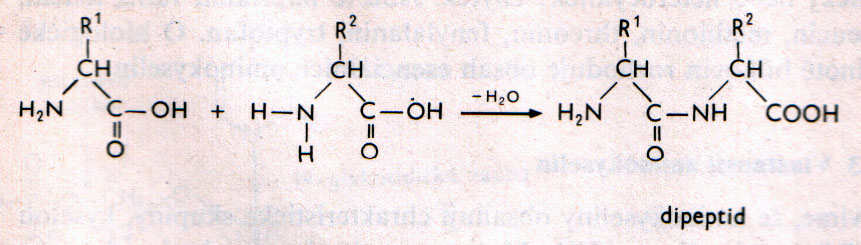 R¹ R² R¹ R²
CH CH CH CH
H₂N C—OH + H—N C—OH −H₂O H₂N C—NH COOH
O H O O
dipeptid